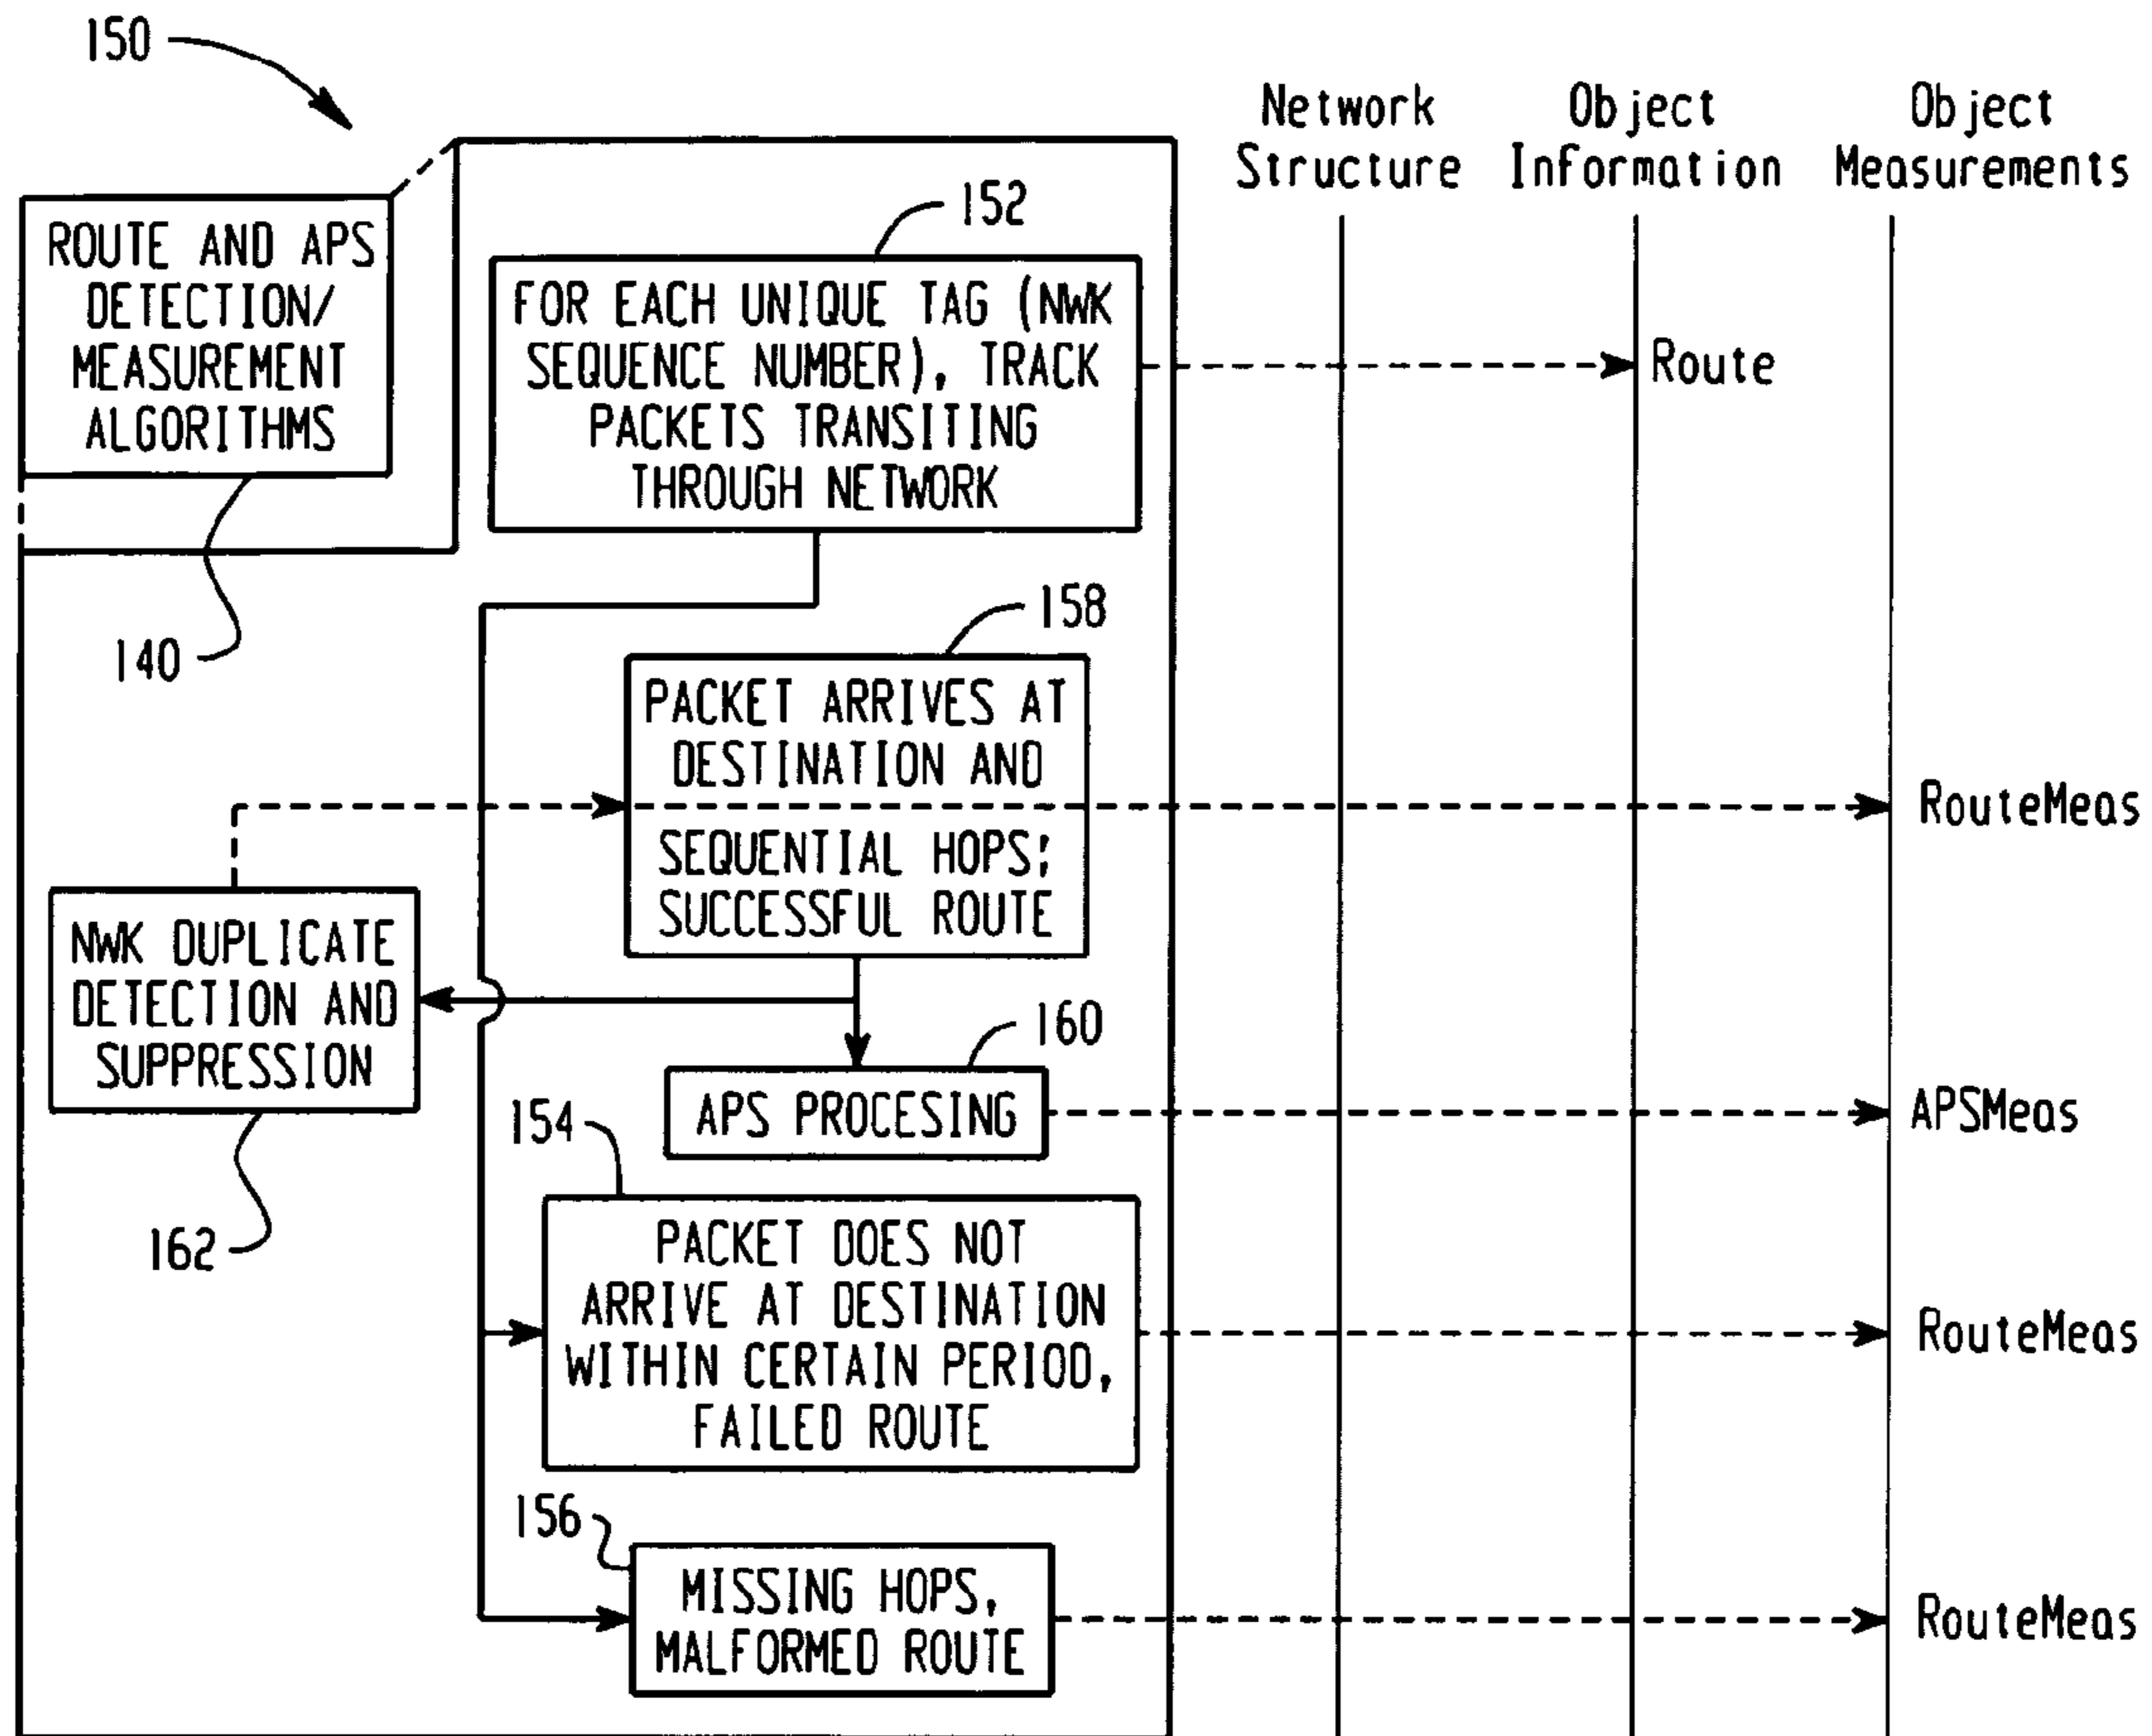 150
Network
Structure
Object
Information
Object
Measurements
ROUTE AND APS
DETECTION/
MEASUREMENT
ALGORITHMS
140
152
FOR EACH UNIQUE TAG (NWK
SEQUENCE NUMBER), TRACK
PACKETS TRANSITING
THROUGH NETWORK
Route
158
PACKET ARRIVES AT
DESTINATION AND
SEQUENTIAL HOPS;
SUCCESSFUL ROUTE
RouteMeas
NWK DUPLICATE
DETECTION AND
SUPPRESSION
162
160
APS PROCESING
APSMeas
154
PACKET DOES NOT
ARRIVE AT DESTINATION
WITHIN CERTAIN PERIOD,
FAILED ROUTE
RouteMeas
156
MISSING HOPS,
MALFORMED ROUTE
RouteMeas